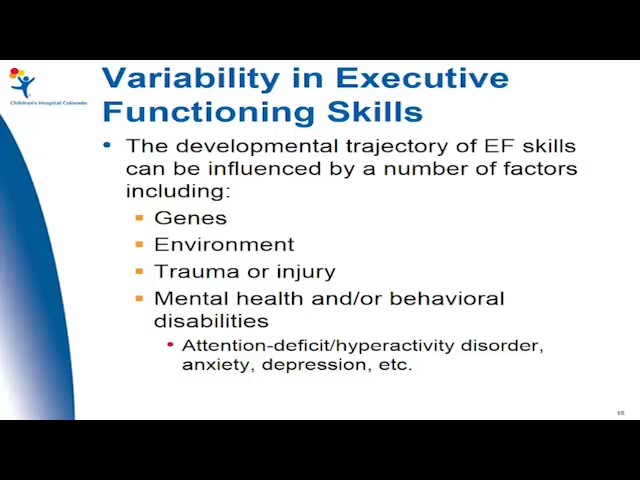 Children's Hospital Colorado
Variability in Executive
Functioning Skills
• The developmental trajectory of EF skills
can be influenced by a number of factors
including:
Genes
Environment
Trauma or injury
Mental health and/or behavioral
disabilities
• Attention-deficit/hyperactivity disorder,
anxiety, depression, etc.
16